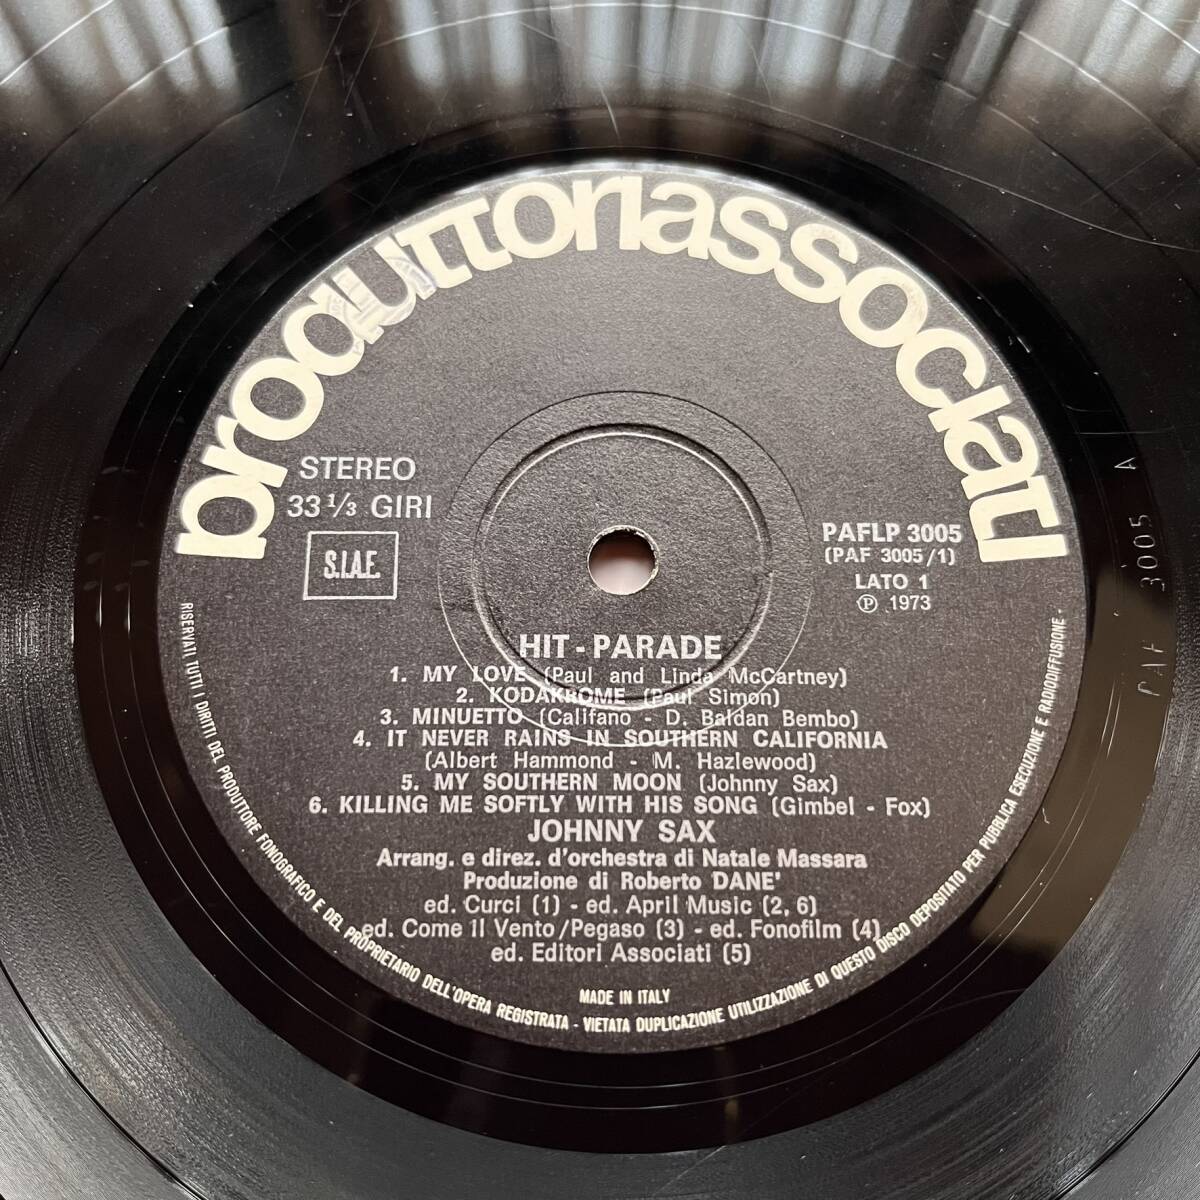 produttoriassociati
STEREO
33 1/3 GIRI
S.I.A.E.
PAFLP 3005
(PAF 3005/1)
LATO 1
℗ 1973
HIT - PARADE
1. MY LOVE (Paul and Linda McCartney)
2. KODAKROME (Paul Simon)
3. MINUETTO (Califano - D. Baldan Bembo)
4. IT NEVER RAINS IN SOUTHERN CALIFORNIA
(Albert Hammond - M. Hazlewood)
5. MY SOUTHERN MOON (Johnny Sax)
6. KILLING ME SOFTLY WITH HIS SONG (Gimbel - Fox)
JOHNNY SAX
Arrang. e direz. d'orchestra di Natale Massara
Produzione di Roberto DANE'
ed. Curci (1) - ed. April Music (2, 6)
ed. Come il Vento/Pegaso (3) - ed. Fonofilm (4)
ed. Editori Associati (5)
MADE IN ITALY
RISERVATI TUTTI I DIRITTI DEL PRODUTTORE FONOGRAFICO E DEL PROPRIETARIO DELL'OPERA REGISTRATA - VIETATA DUPLICAZIONE UTILIZZAZIONE DI QUESTO DISCO DEPOSITATO PER PUBBLICA ESECUZIONE E RADIODIFFUSIONE -
PAF 3005 A